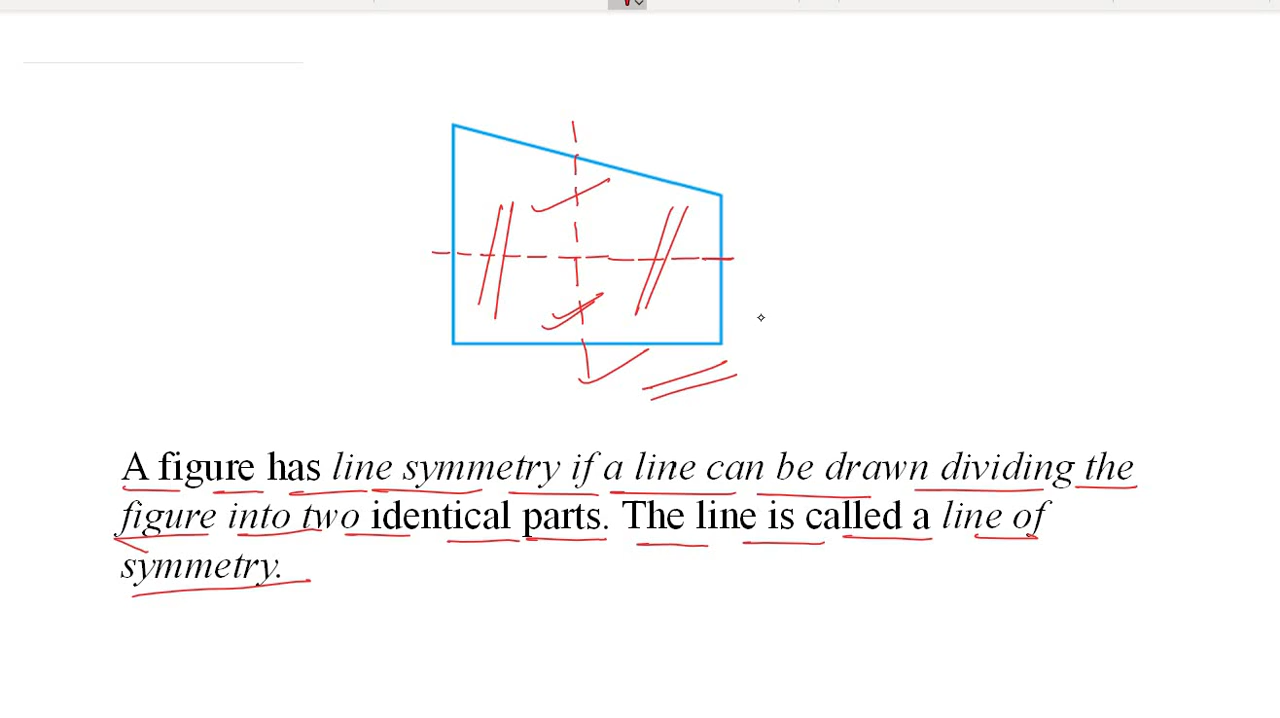 A figure has line symmetry if a line can be drawn dividing the
figure into two identical parts. The line is called a line of
symmetry.